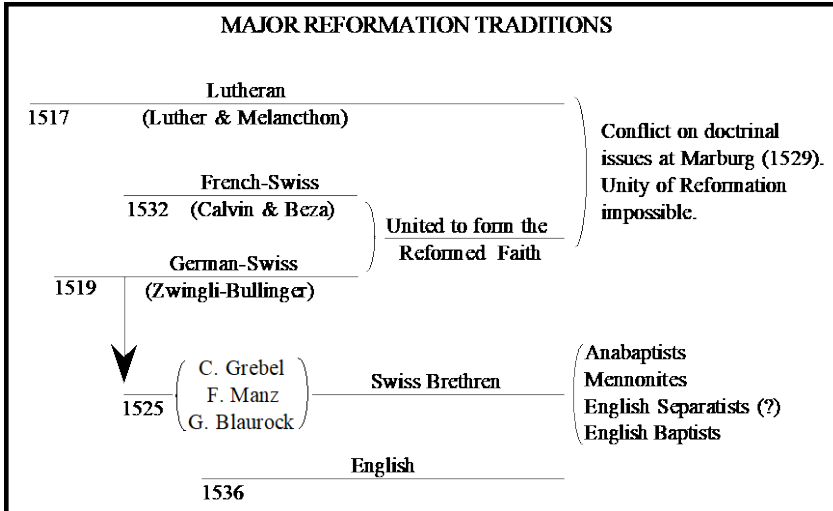 MAJOR REFORMATION TRADITIONS
Lutheran
1517 (Luther & Melancthon)
Conflict on doctrinal
issues at Marburg (1529).
Unity of Reformation
impossible.
French-Swiss
1532 (Calvin & Beza)
United to form the
Reformed Faith
German-Swiss
1519 (Zwingli-Bullinger)
1525
C. Grebel
F. Manz
G. Blaurock
Swiss Brethren
Anabaptists
Mennonites
English Separatists (?)
English Baptists
English
1536